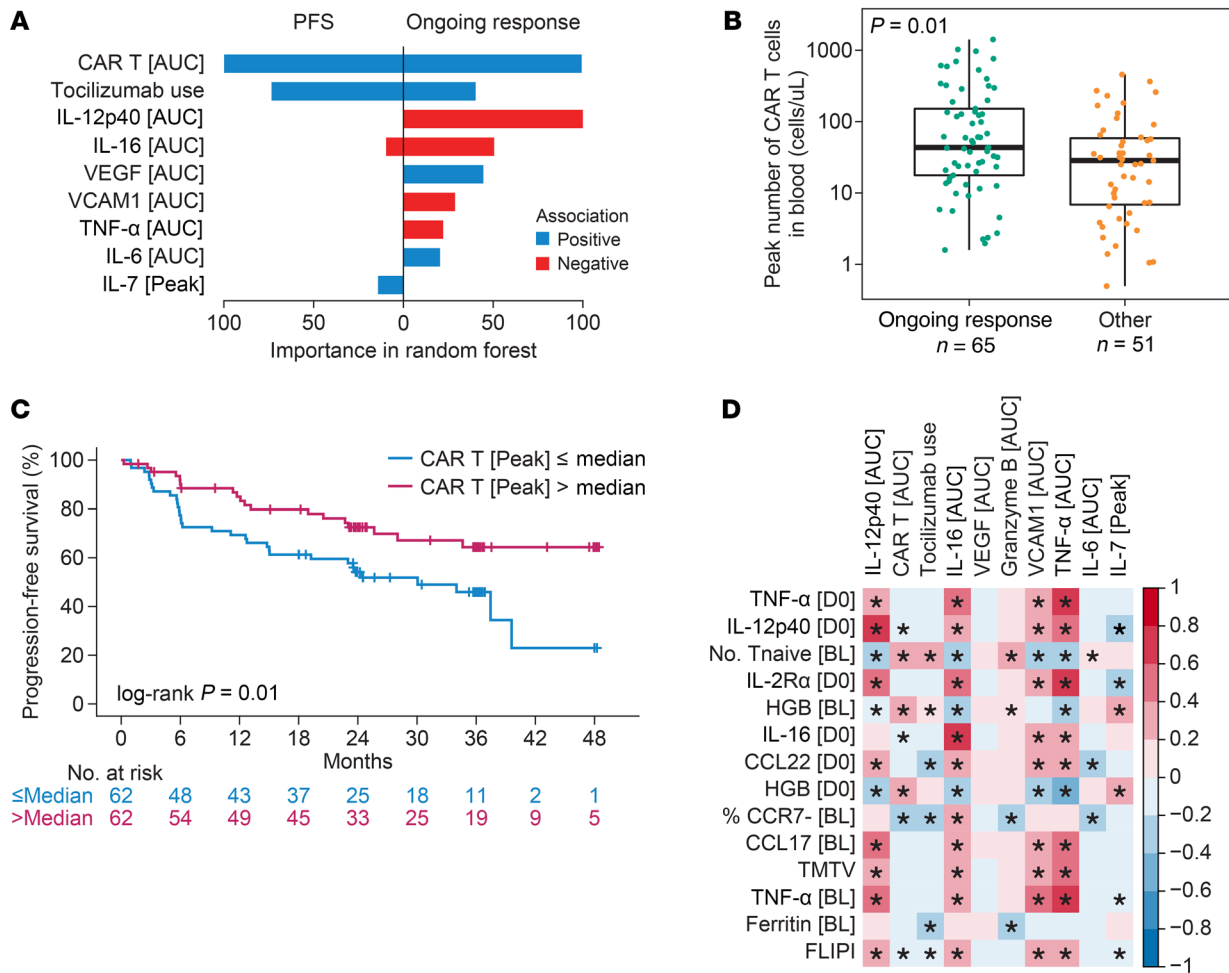 A
PFS Ongoing response
CAR T [AUC]
Tocilizumab use
IL-12p40 [AUC]
IL-16 [AUC]
VEGF [AUC]
VCAM1 [AUC]
TNF-α [AUC]
IL-6 [AUC]
IL-7 [Peak]
Association
Positive
Negative
100 50 0 50 100
Importance in random forest
B
P = 0.01
Peak number of CAR T cells
in blood (cells/uL)
1000
100
10
1
Ongoing response Other
n = 65 n = 51
C
Progression-free survival (%)
100
80
60
40
20
0
CAR T [Peak] ≤ median
CAR T [Peak] > median
log-rank P = 0.01
0 6 12 18 24 30 36 42 48
Months
No. at risk
≤Median 62 48 43 37 25 18 11 2 1
>Median 62 54 49 45 33 25 19 9 5
D
IL-12p40 [AUC]
CAR T [AUC]
Tocilizumab use
IL-16 [AUC]
VEGF [AUC]
Granzyme B [AUC]
VCAM1 [AUC]
TNF-α [AUC]
IL-6 [AUC]
IL-7 [Peak]
TNF-α [D0] * * * *
IL-12p40 [D0] * * * * * *
No. Tnaive [BL] * * * * * * * *
IL-2Rα [D0] * * * * *
HGB [BL] * * * * * * *
IL-16 [D0] * * * *
CCL22 [D0] * * * * * *
HGB [D0] * * * * * *
% CCR7- [BL] * * * * *
CCL17 [BL] * * * *
TMTV * * * *
TNF-α [BL] * * * * *
Ferritin [BL] * *
FLIPI * * * * * * *
1
0.8
0.6
0.4
0.2
0
−0.2
−0.4
−0.6
−0.8
−1